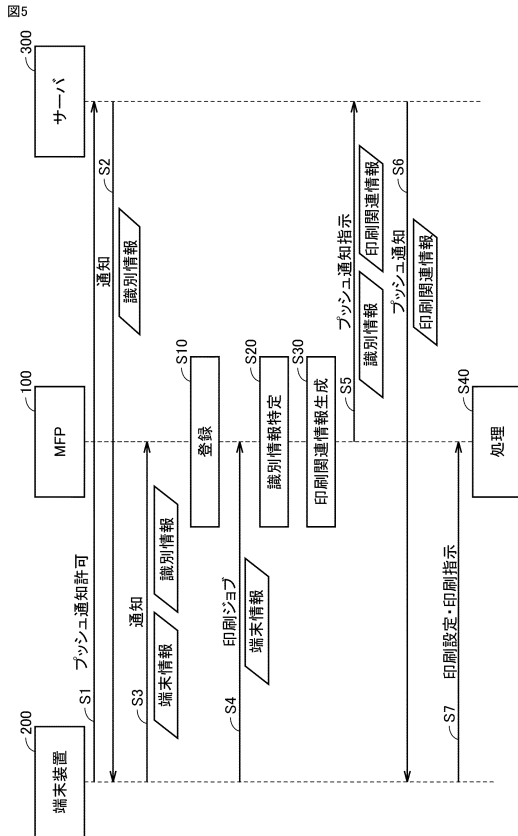 図5
端末装置
200
MFP
100
サーバ
300
プッシュ通知許可
S1
通知
S2
識別情報
通知
S3
端末情報
識別情報
登録
S10
印刷ジョブ
S4
端末情報
識別情報特定
S20
印刷関連情報生成
S30
プッシュ通知指示
S5
識別情報
印刷関連情報
プッシュ通知
S6
印刷関連情報
印刷設定・印刷指示
S7
処理
S40